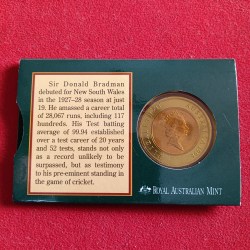 Sir Donald Bradman
debuted for New South Wales
in the 1927-28 season at just
19. He amassed a career total
of 28,067 runs, including 117
hundreds. His Test batting
average of 99.94 established
over a test career of 20 years
and 52 tests, stands not only
as a record unlikely to be
surpassed, but as testimony
to his pre-eminent standing in
the game of cricket.
ROYAL AUSTRALIAN MINT